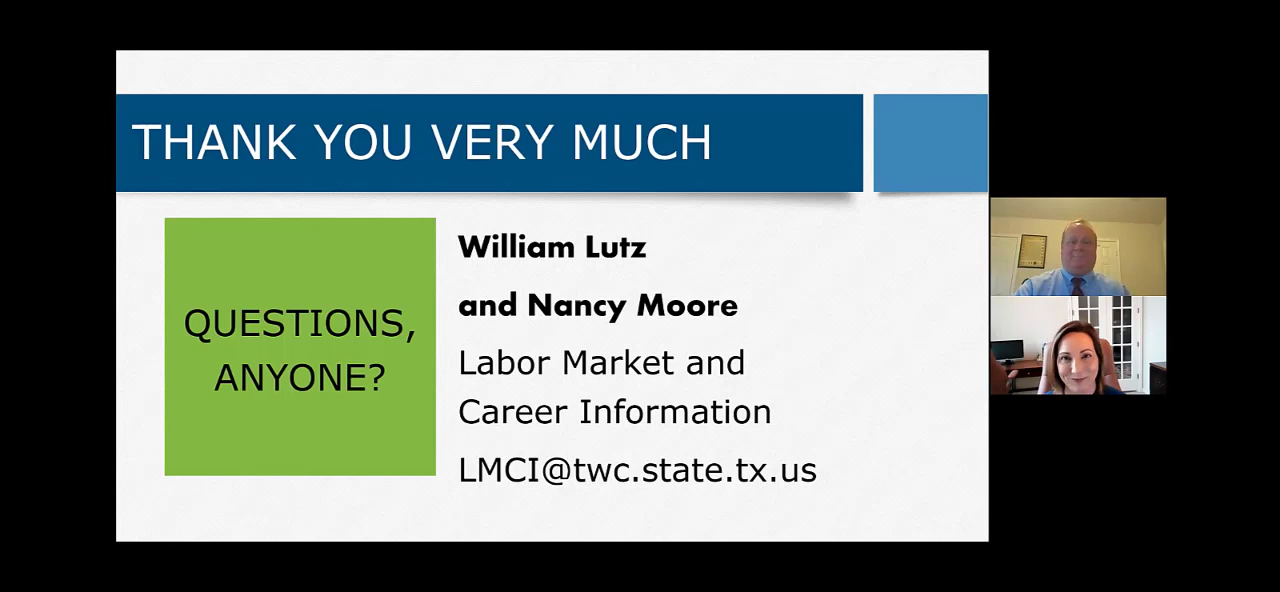 THANK YOU VERY MUCH
QUESTIONS,
ANYONE?
William Lutz
and Nancy Moore
Labor Market and
Career Information
LMCI@twc.state.tx.us